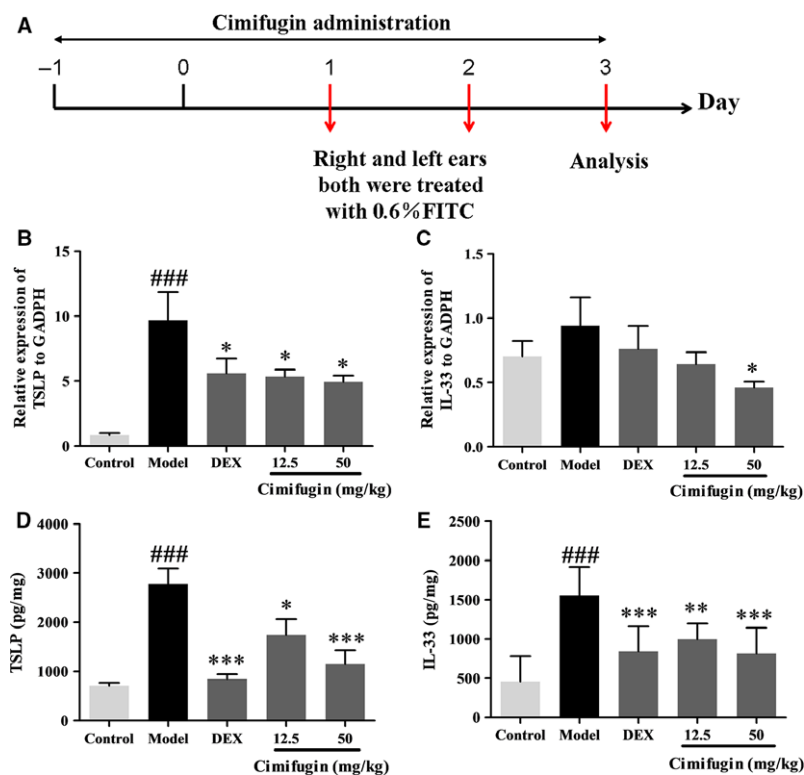 A
Cimifugin administration
–1 0 1 2 3
Day
Right and left ears
both were treated
with 0.6%FITC
Analysis
B
Relative expression of
TSLP to GADPH
15
10
5
0
###
*
*
*
Control Model DEX 12.5 50
Cimifugin (mg/kg)
C
Relative expression of
IL-33 to GADPH
1.5
1.0
0.5
0.0
*
Control Model DEX 12.5 50
Cimifugin (mg/kg)
D
TSLP (pg/mg)
4000
3000
2000
1000
0
###
***
*
***
Control Model DEX 12.5 50
Cimifugin (mg/kg)
E
IL-33 (pg/mg)
2500
2000
1500
1000
500
0
###
***
**
***
Control Model DEX 12.5 50
Cimifugin (mg/kg)